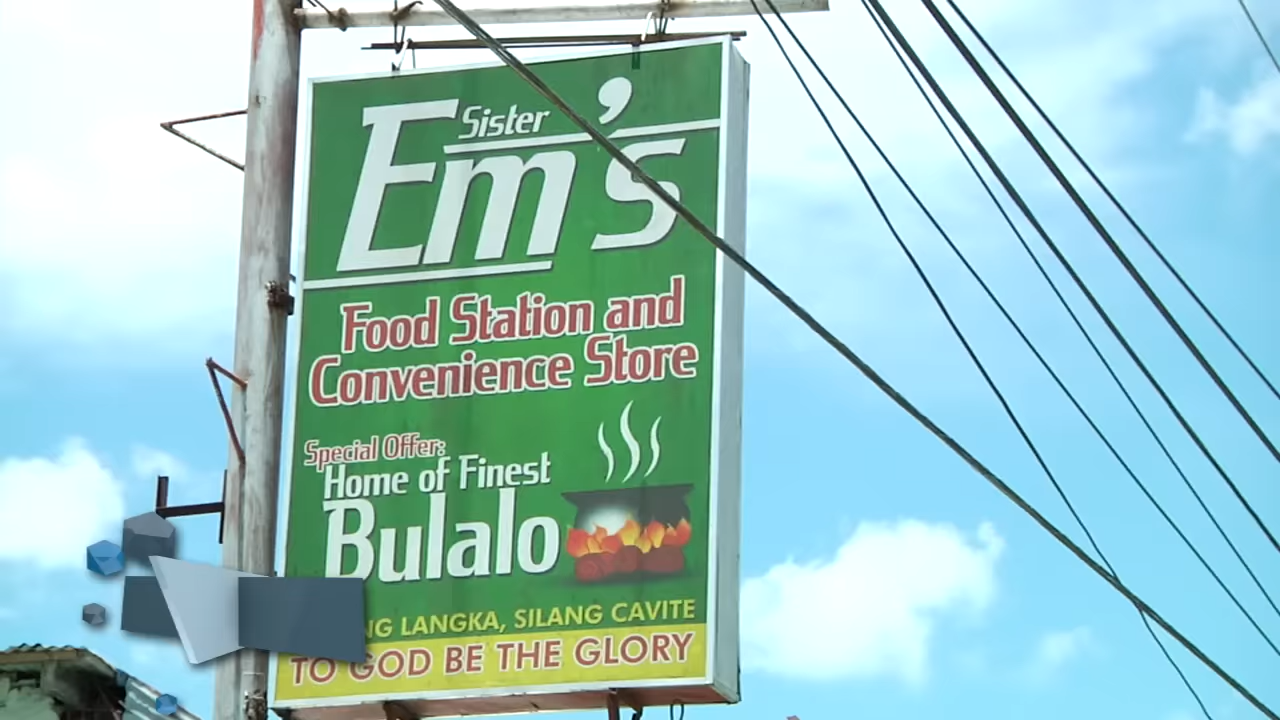 Sister
Em's
Food Station and
Convenience Store
Special Offer:
Home of Finest
Bulalo
LANGKA, SILANG CAVITE
TO GOD BE THE GLORY